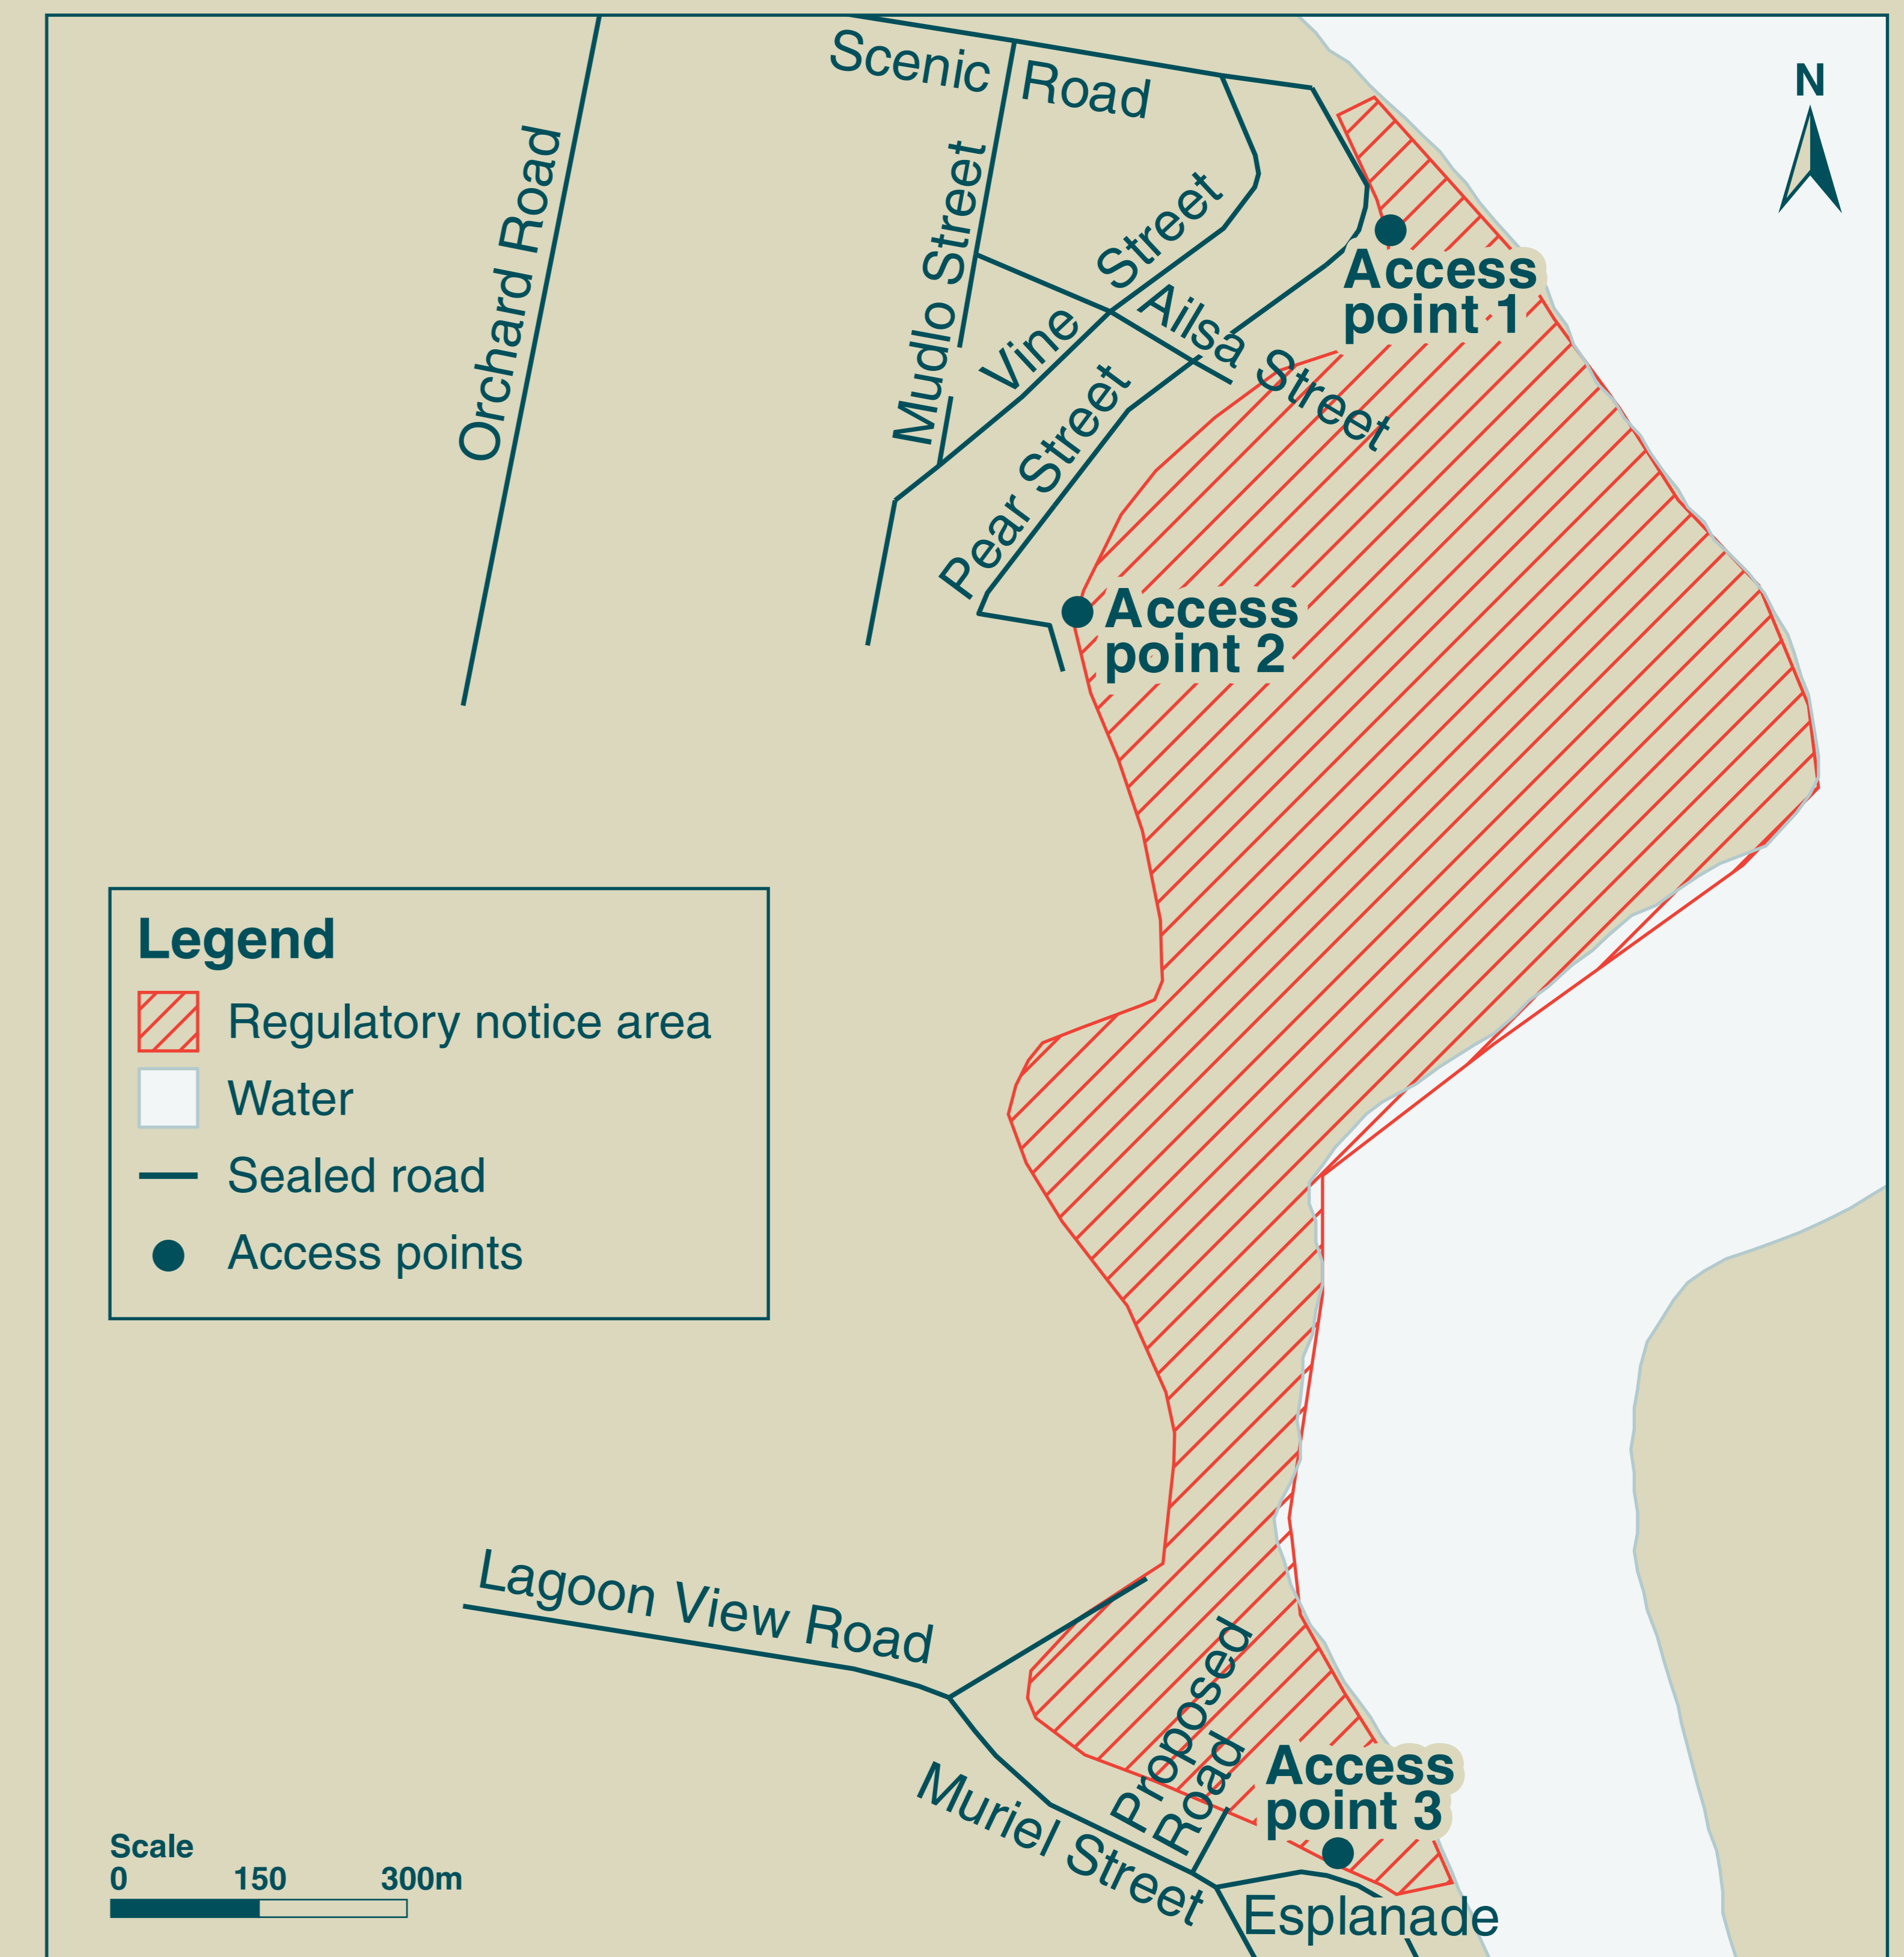 Scenic Road
N
Orchard Road
Mudlo Street
Vine Street
Ailsa Street
Pear Street
Access
point 1
Access
point 2
Legend
Regulatory notice area
Water
Sealed road
Access points
Lagoon View Road
Muriel Street
Proposed
Road
Access
point 3
Esplanade
Scale
0 150 300m